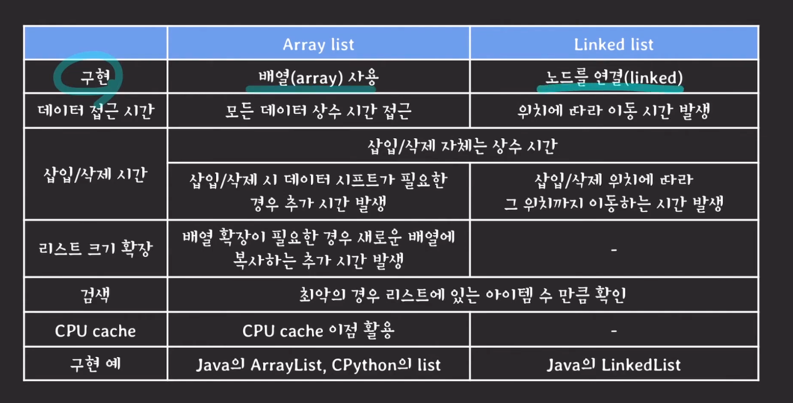 Array list
Linked list
구현
배열(array) 사용
노드를 연결(linked)
데이터 접근 시간
모든 데이터 상수 시간 접근
위치에 따라 이동 시간 발생
삽입/삭제 시간
삽입/삭제 자체는 상수 시간
삽입/삭제 시 데이터 시프트가 필요한
경우 추가 시간 발생
삽입/삭제 위치에 따라
그 위치까지 이동하는 시간 발생
리스트 크기 확장
배열 확장이 필요한 경우 새로운 배열에
복사하는 추가 시간 발생
-
검색
최악의 경우 리스트에 있는 아이템 수 만큼 확인
CPU cache
CPU cache 이점 활용
-
구현 예
Java의 ArrayList, CPython의 list
Java의 LinkedList